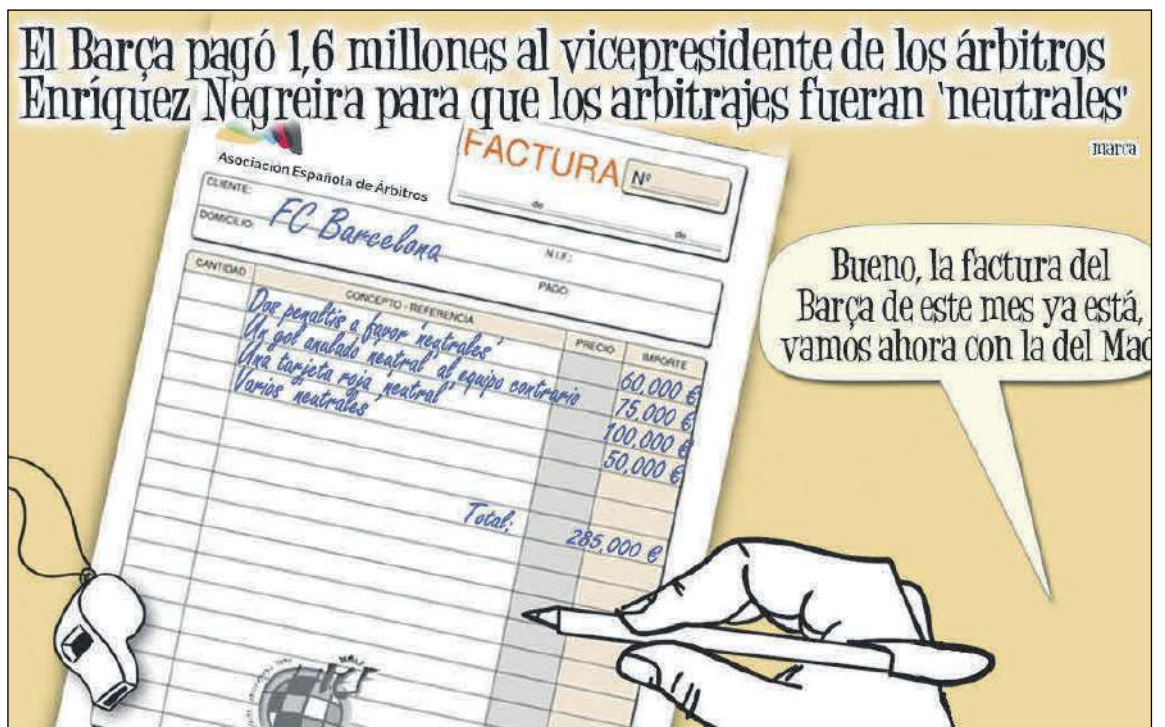 El Barça pagó 1,6 millones al vicepresidente de los árbitros
Enríquez Negreira para que los arbitrajes fueran 'neutrales'
marca
Asociación Española de Árbitros
FACTURA Nº
de
de
CLIENTE:
DOMICILIO:
FC Barcelona
N.I.F.:
PAGO:
CANTIDAD CONCEPTO - REFERENCIA PRECIO IMPORTE
Dos penaltis a favor 'neutrales' 60,000 €
Un gol anulado 'neutral' al equipo contrario 75,000 €
Una tarjeta roja 'neutral' 100,000 €
Varios 'neutrales' 50,000 €
Total: 285,000 €
Bueno, la factura del
Barça de este mes ya está,
vamos ahora con la del Mad